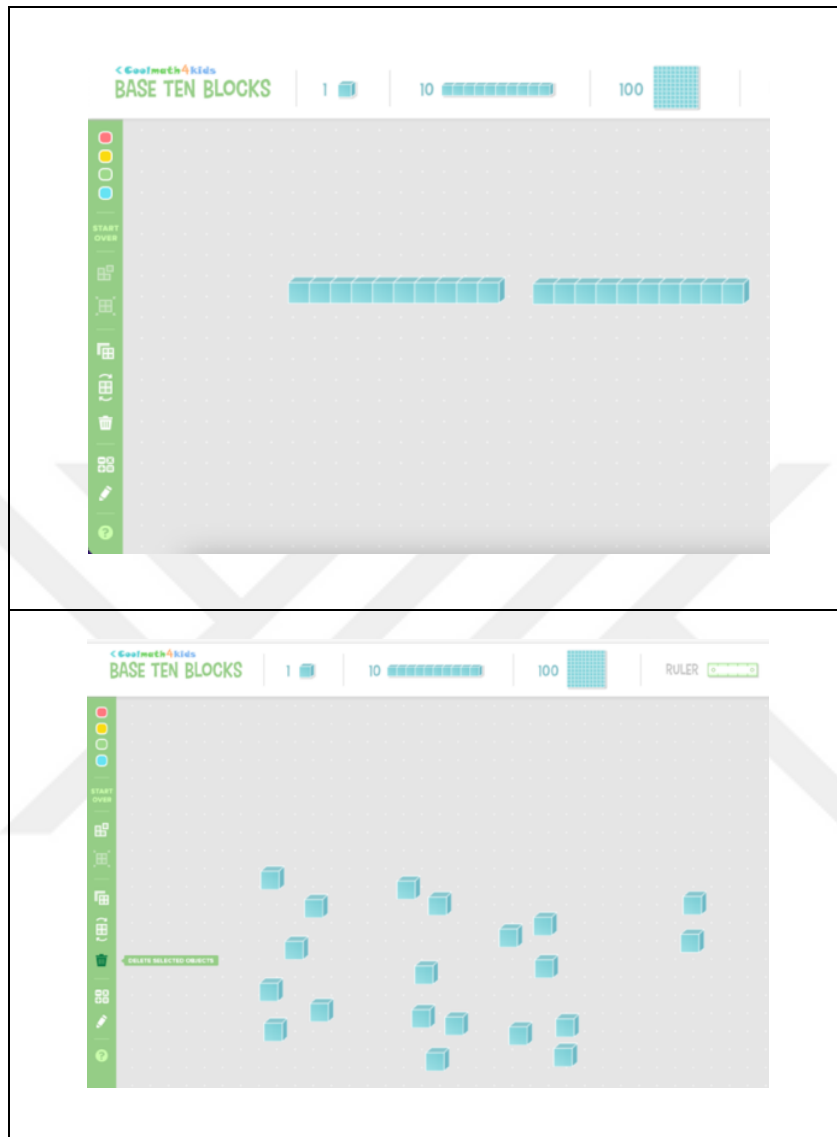 < Coolmath4kids
BASE TEN BLOCKS
1
10
100
START
OVER
?
< Coolmath4kids
BASE TEN BLOCKS
1
10
100
RULER
START
OVER
DELETE SELECTED OBJECTS
?